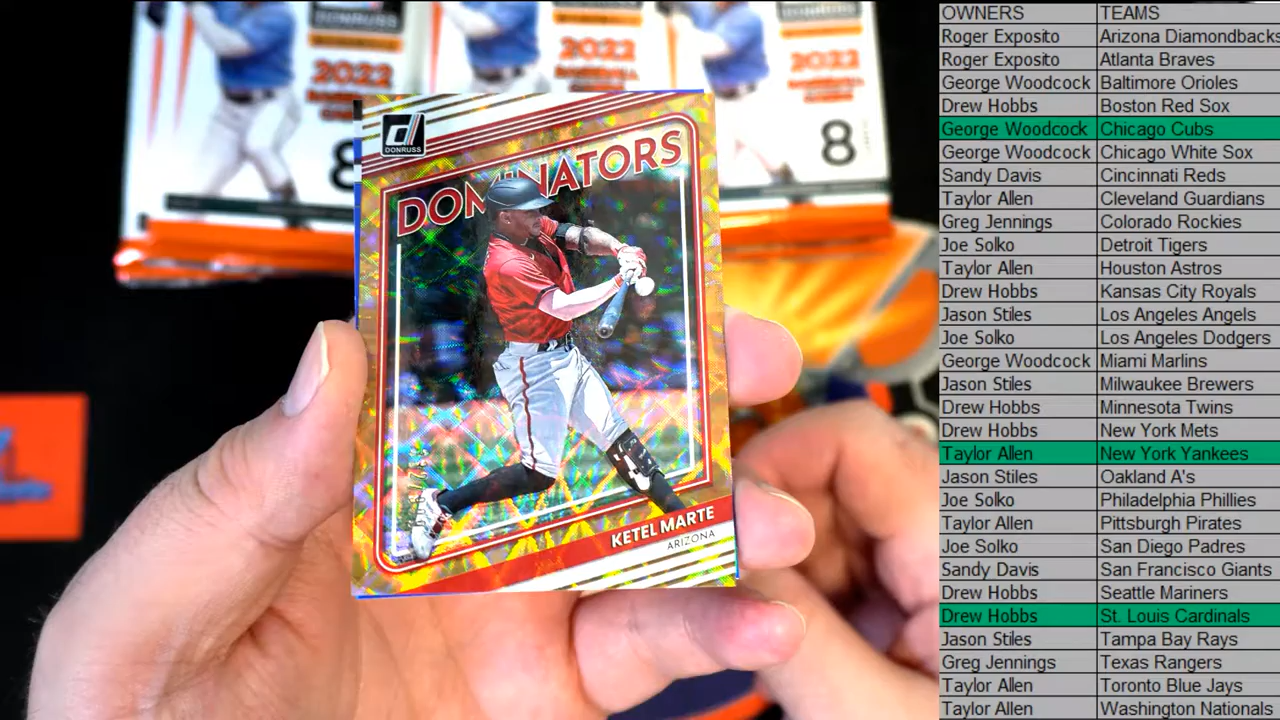 DONRUSS
2022
2022
2022
BASEBALL
8
8
DONRUSS
DOMINATORS
KETEL MARTE
ARIZONA
OWNERS TEAMS
Roger Exposito Arizona Diamondbacks
Roger Exposito Atlanta Braves
George Woodcock Baltimore Orioles
Drew Hobbs Boston Red Sox
George Woodcock Chicago Cubs
George Woodcock Chicago White Sox
Sandy Davis Cincinnati Reds
Taylor Allen Cleveland Guardians
Greg Jennings Colorado Rockies
Joe Solko Detroit Tigers
Taylor Allen Houston Astros
Drew Hobbs Kansas City Royals
Jason Stiles Los Angeles Angels
Joe Solko Los Angeles Dodgers
George Woodcock Miami Marlins
Jason Stiles Milwaukee Brewers
Drew Hobbs Minnesota Twins
Drew Hobbs New York Mets
Taylor Allen New York Yankees
Jason Stiles Oakland A's
Joe Solko Philadelphia Phillies
Taylor Allen Pittsburgh Pirates
Joe Solko San Diego Padres
Sandy Davis San Francisco Giants
Drew Hobbs Seattle Mariners
Drew Hobbs St. Louis Cardinals
Jason Stiles Tampa Bay Rays
Greg Jennings Texas Rangers
Taylor Allen Toronto Blue Jays
Taylor Allen Washington Nationals